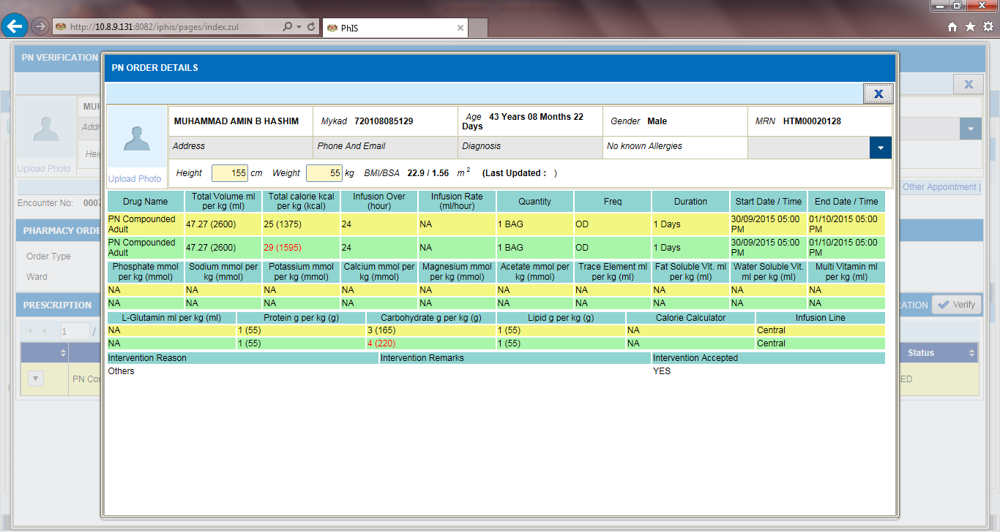 http://10.8.9.131:8082/iphis/pages/index.zul
PhIS
PN VERIFICATION
PN ORDER DETAILS
X
X
MUH
MUHAMMAD AMIN B HASHIM
Mykad 720108085129
Age 43 Years 08 Months 22 Days
Gender Male
MRN HTM00020128
Addr
Address
Phone And Email
Diagnosis
No known Allergies
Heig
Upload Photo
Upload Photo
Height 155 cm Weight 55 kg BMI/BSA 22.9 / 1.56 m 2 (Last Updated : )
Other Appointment |
Encounter No: 0007
Drug Name Total Volume ml per kg (ml) Total calorie kcal per kg (kcal) Infusion Over (hour) Infusion Rate (ml/hour) Quantity Freq Duration Start Date / Time End Date / Time
PN Compounded Adult 47.27 (2600) 25 (1375) 24 NA 1 BAG OD 1 Days 30/09/2015 05:00 PM 01/10/2015 05:00 PM
PN Compounded Adult 47.27 (2600) 29 (1595) 24 NA 1 BAG OD 1 Days 30/09/2015 05:00 PM 01/10/2015 05:00 PM
PHARMACY ORDE
Order Type
Ward
Phosphate mmol per kg (mmol) Sodium mmol per kg (mmol) Potassium mmol per kg (mmol) Calcium mmol per kg (mmol) Magnesium mmol per kg (mmol) Acetate mmol per kg (mmol) Trace Element ml per kg (ml) Fat Soluble Vit. ml per kg (ml) Water Soluble Vit. ml per kg (ml) Multi Vitamin ml per kg (ml)
NA NA NA NA NA NA NA NA NA NA
NA NA NA NA NA NA NA NA NA NA
PRESCRIPTION
RATION
Verify
L-Glutamin ml per kg (ml) Protein g per kg (g) Carbohydrate g per kg (g) Lipid g per kg (g) Calorie Calculator Infusion Line
NA 1 (55) 3 (165) 1 (55) NA Central
NA 1 (55) 4 (220) 1 (55) NA Central
1 /
Intervention Reason Intervention Remarks Intervention Accepted
Others YES
Status
PN Cor
ED